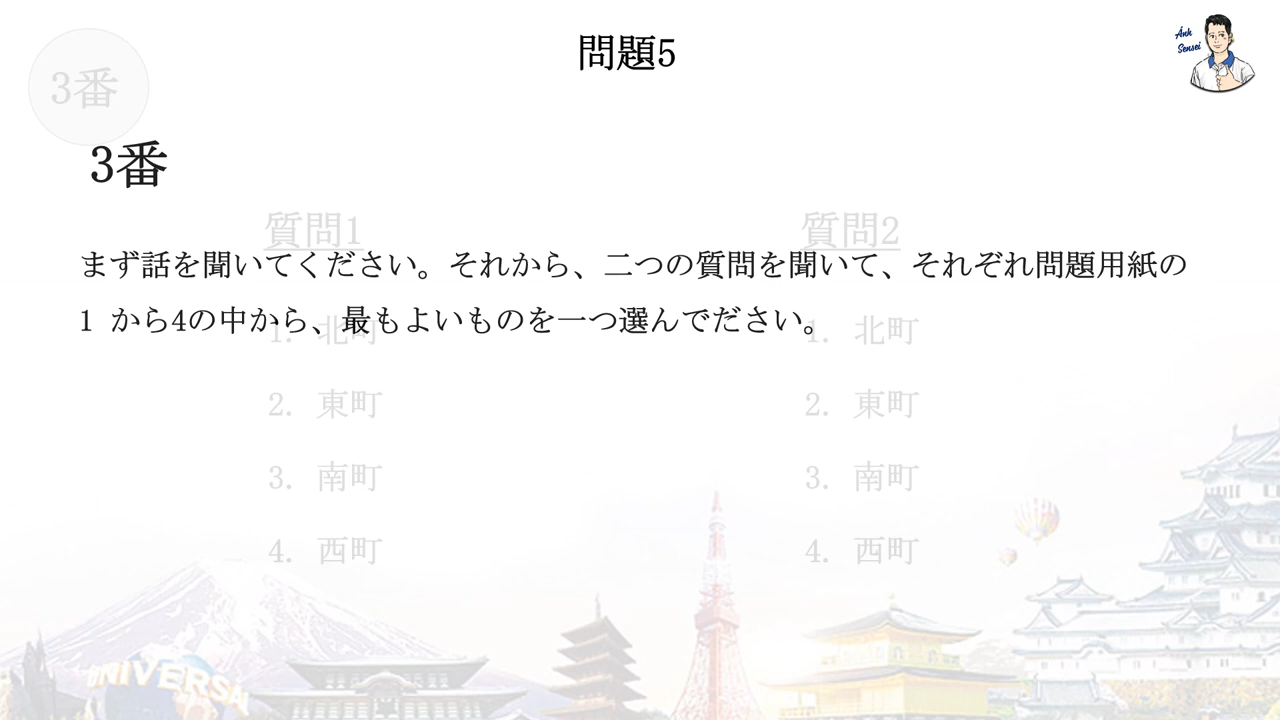 問題5
Ánh
Sensei
3番
3番
質問1 質問2
まず話を聞いてください。それから、二つの質問を聞いて、それぞれ問題用紙の
1 から4の中から、最もよいものを一つ選んでださい。
1. 北町 1. 北町
2. 東町 2. 東町
3. 南町 3. 南町
4. 西町 4. 西町
UNIVERSAL